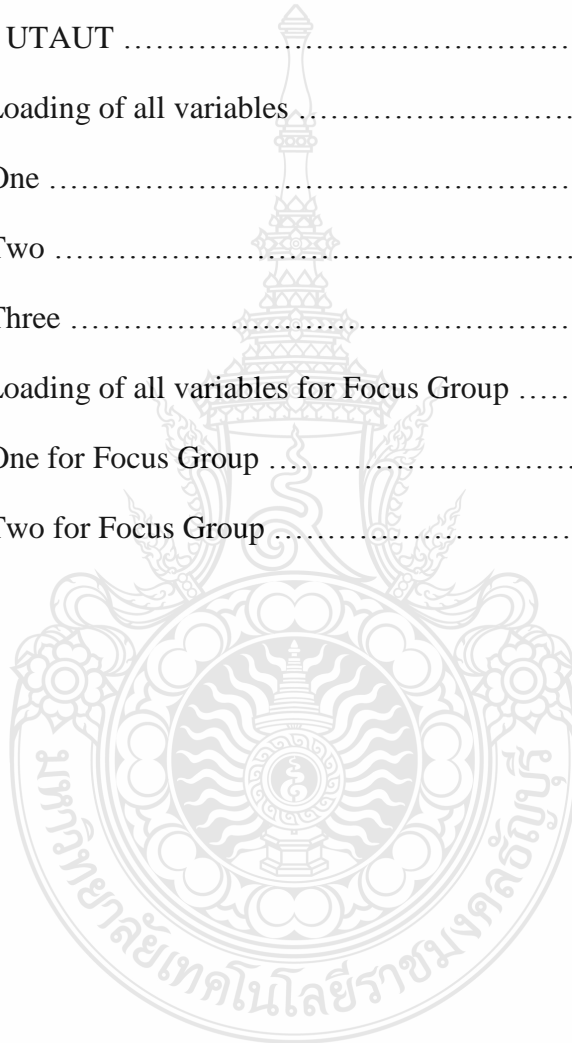 UTAUT ……………………………………
Loading of all variables ……………………
One ……………………………………………
Two ……………………………………………
Three …………………………………………
Loading of all variables for Focus Group ……
One for Focus Group …………………………
Two for Focus Group …………………………
มหาวิทยาลัยเทคโนโลยีราชมงคลธัญบุรี